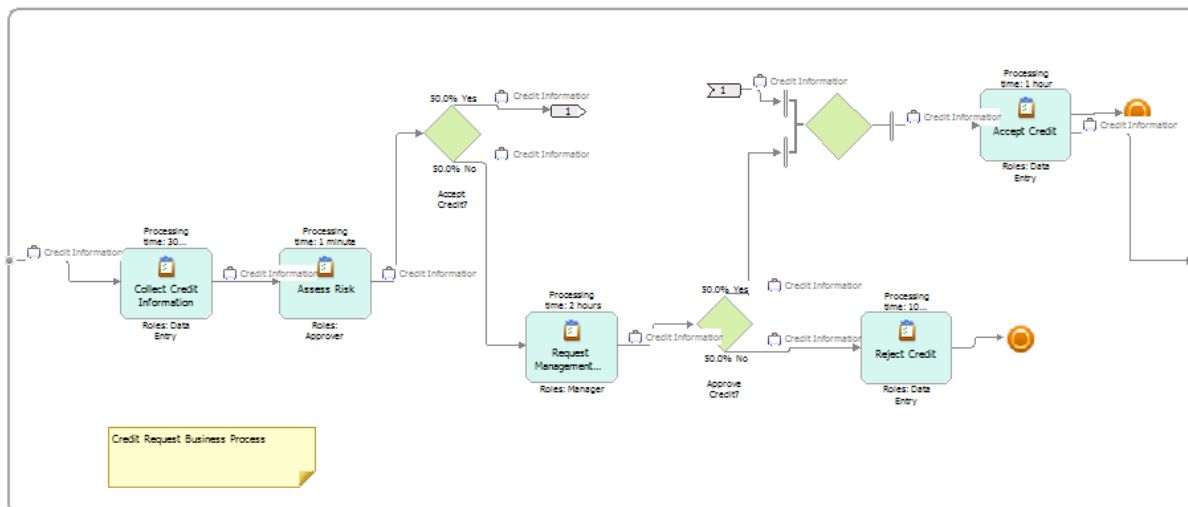 50.0% Yes
Credit Information
1
Credit Information
50.0% No
Accept
Credit?
1
Credit Information
Credit Information
Processing
time: 1 hour
Accept Credit
Credit Information
Roles: Data
Entry
Credit Information
Processing
time: 30...
Collect Credit
Information
Roles: Data
Entry
Credit Information
Processing
time: 1 minute
Assess Risk
Roles:
Approver
Credit Information
Processing
time: 2 hours
Request
Management...
Roles: Manager
Credit Information
50.0% Yes
Credit Information
50.0% No
Approve
Credit?
Credit Information
Processing
time: 10...
Reject Credit
Roles: Data
Entry
Credit Request Business Process